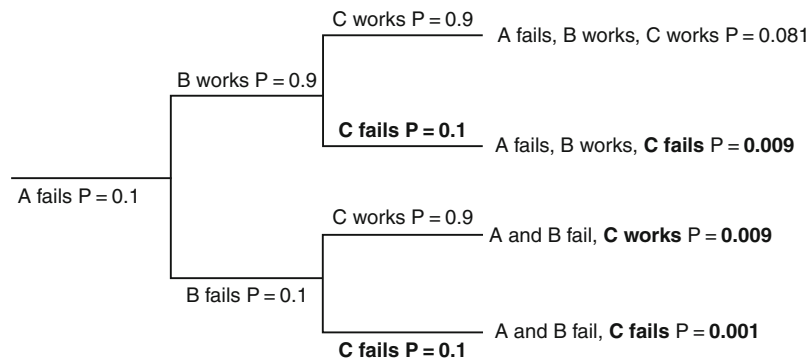 C works P = 0.9
A fails, B works, C works P = 0.081
B works P = 0.9
C fails P = 0.1
A fails, B works, C fails P = 0.009
A fails P = 0.1
C works P = 0.9
A and B fail, C works P = 0.009
B fails P = 0.1
A and B fail, C fails P = 0.001
C fails P = 0.1